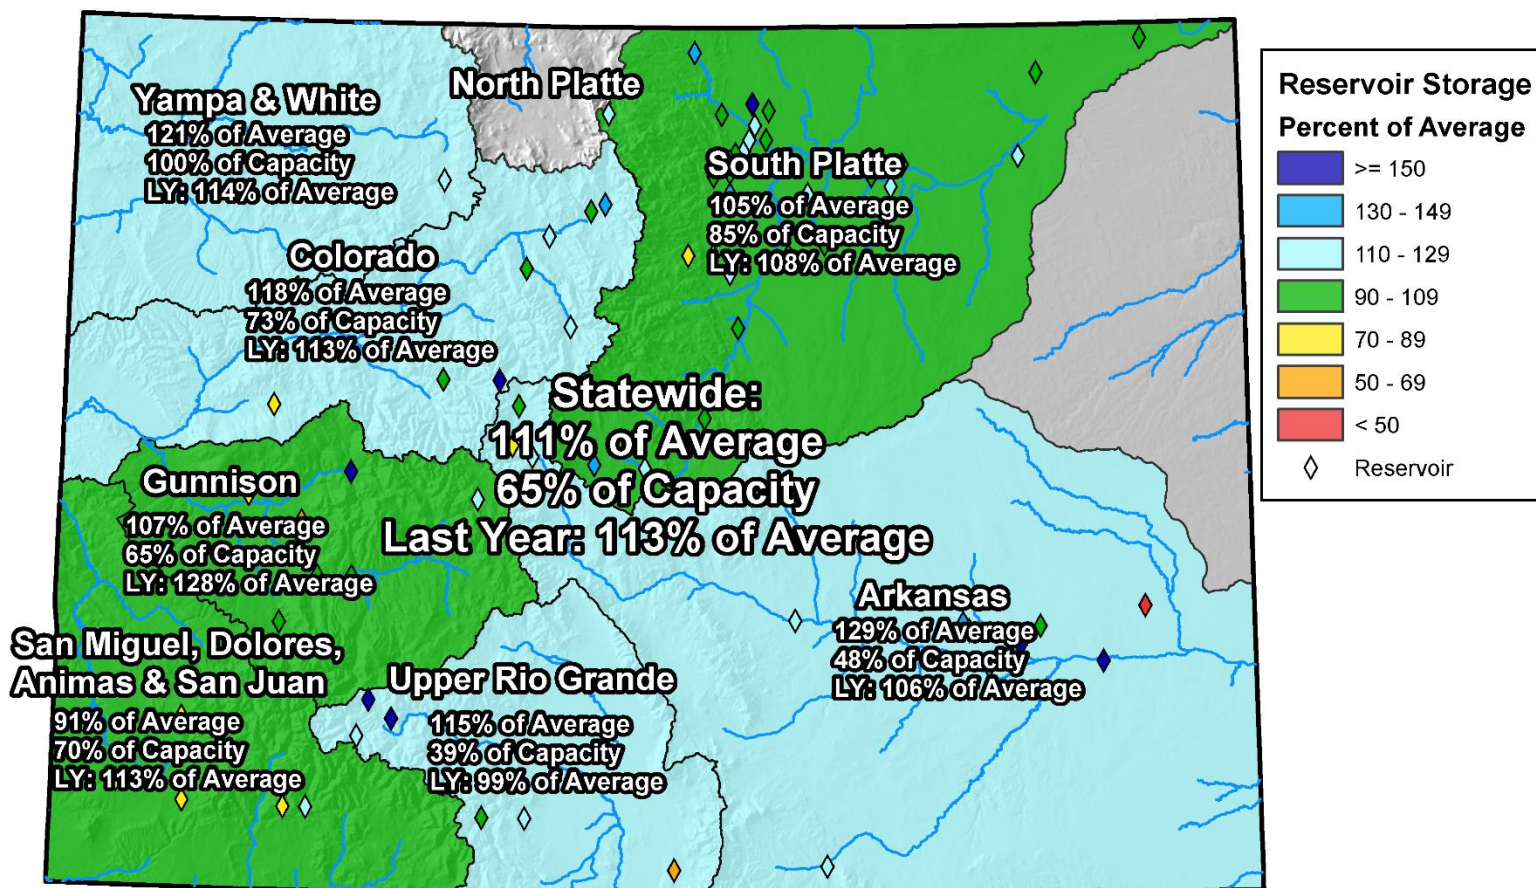 North Platte
Yampa & White
121% of Average
100% of Capacity
LY: 114% of Average
South Platte
105% of Average
85% of Capacity
LY: 108% of Average
Colorado
118% of Average
73% of Capacity
LY: 113% of Average
Statewide:
111% of Average
65% of Capacity
Last Year: 113% of Average
Gunnison
107% of Average
65% of Capacity
LY: 128% of Average
Arkansas
129% of Average
48% of Capacity
LY: 106% of Average
San Miguel, Dolores,
Animas & San Juan
91% of Average
70% of Capacity
LY: 113% of Average
Upper Rio Grande
115% of Average
39% of Capacity
LY: 99% of Average
Reservoir Storage
Percent of Average
>= 150
130 - 149
110 - 129
90 - 109
70 - 89
50 - 69
< 50
Reservoir